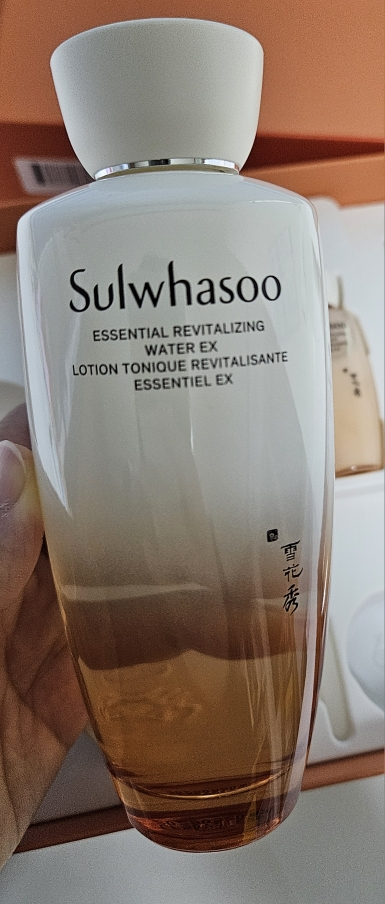 Sulwhasoo
ESSENTIAL REVITALIZING
WATER EX
LOTION TONIQUE REVITALISANTE
ESSENTIEL EX
雪花秀